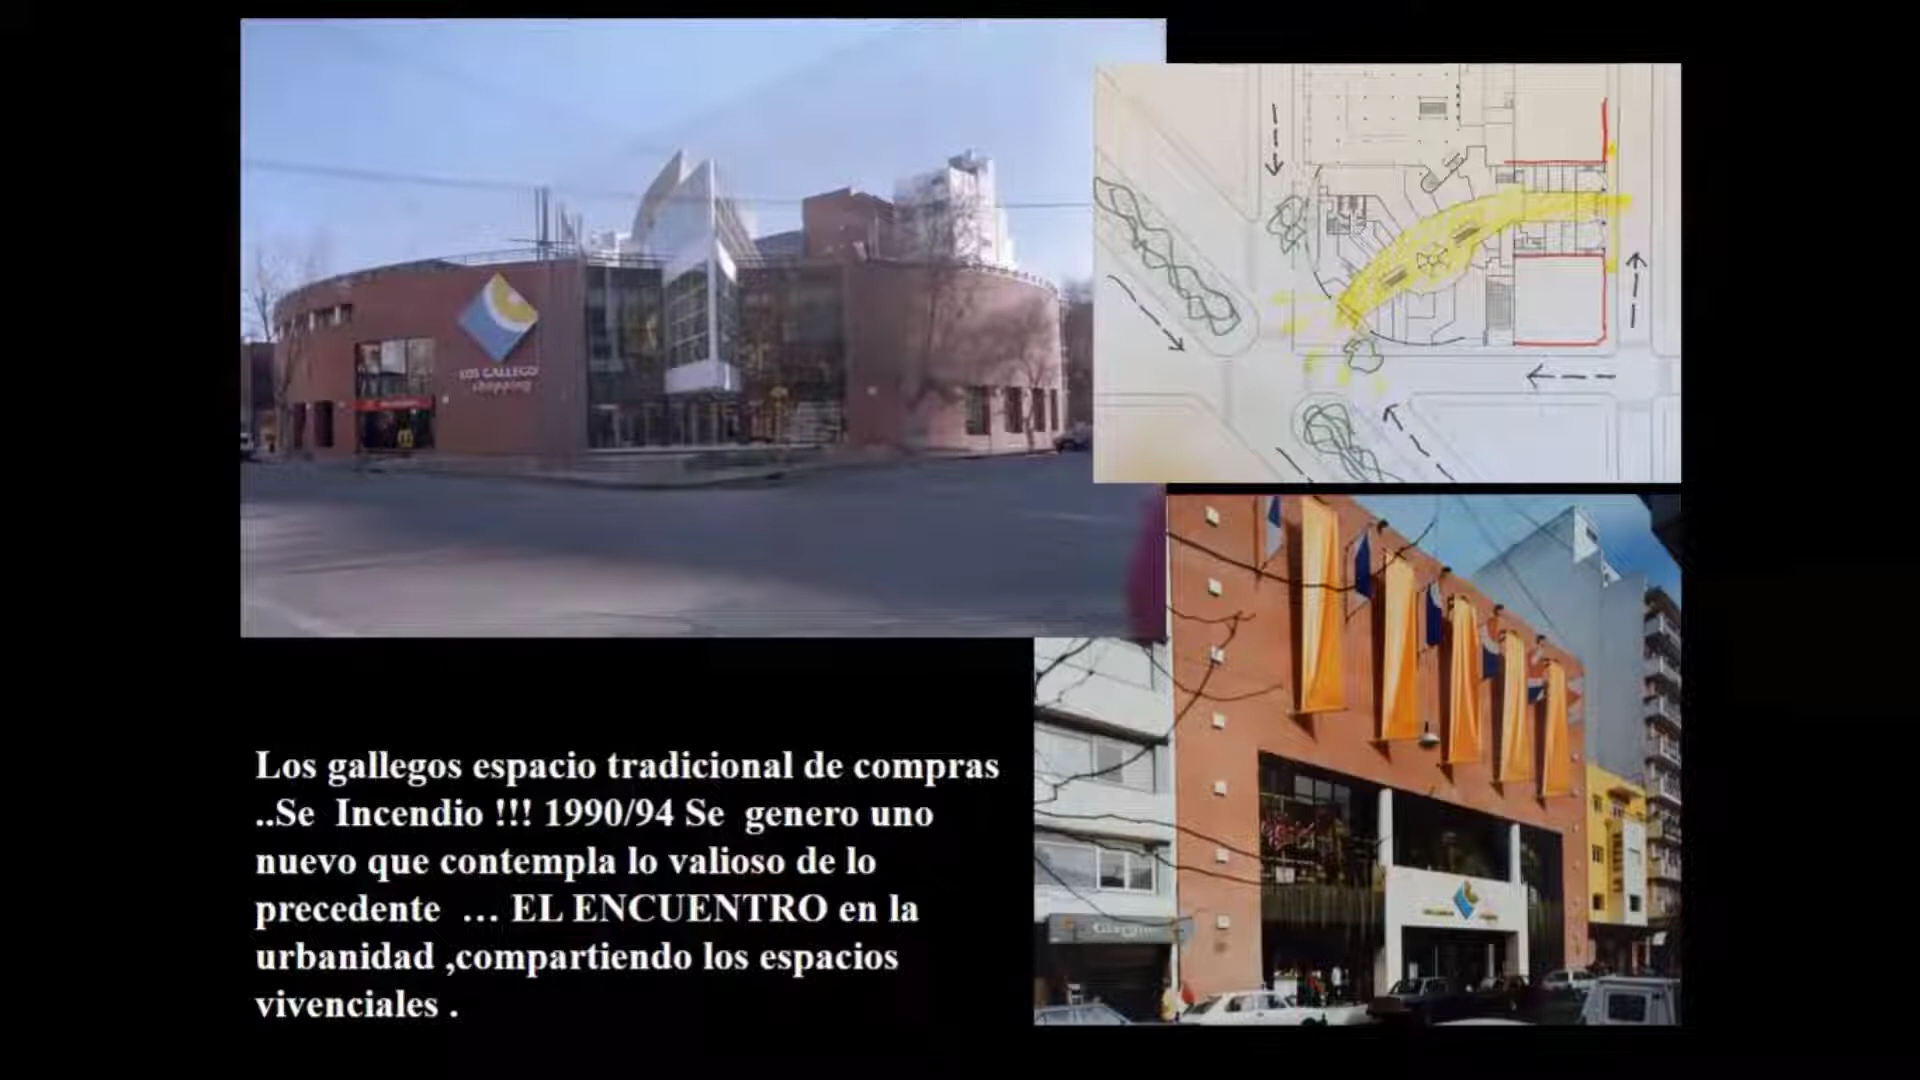 LOS GALLEGOS
shopping
Los gallegos espacio tradicional de compras
..Se Incendio !!! 1990/94 Se genero uno
nuevo que contempla lo valioso de lo
precedente … EL ENCUENTRO en la
urbanidad ,compartiendo los espacios
vivenciales .